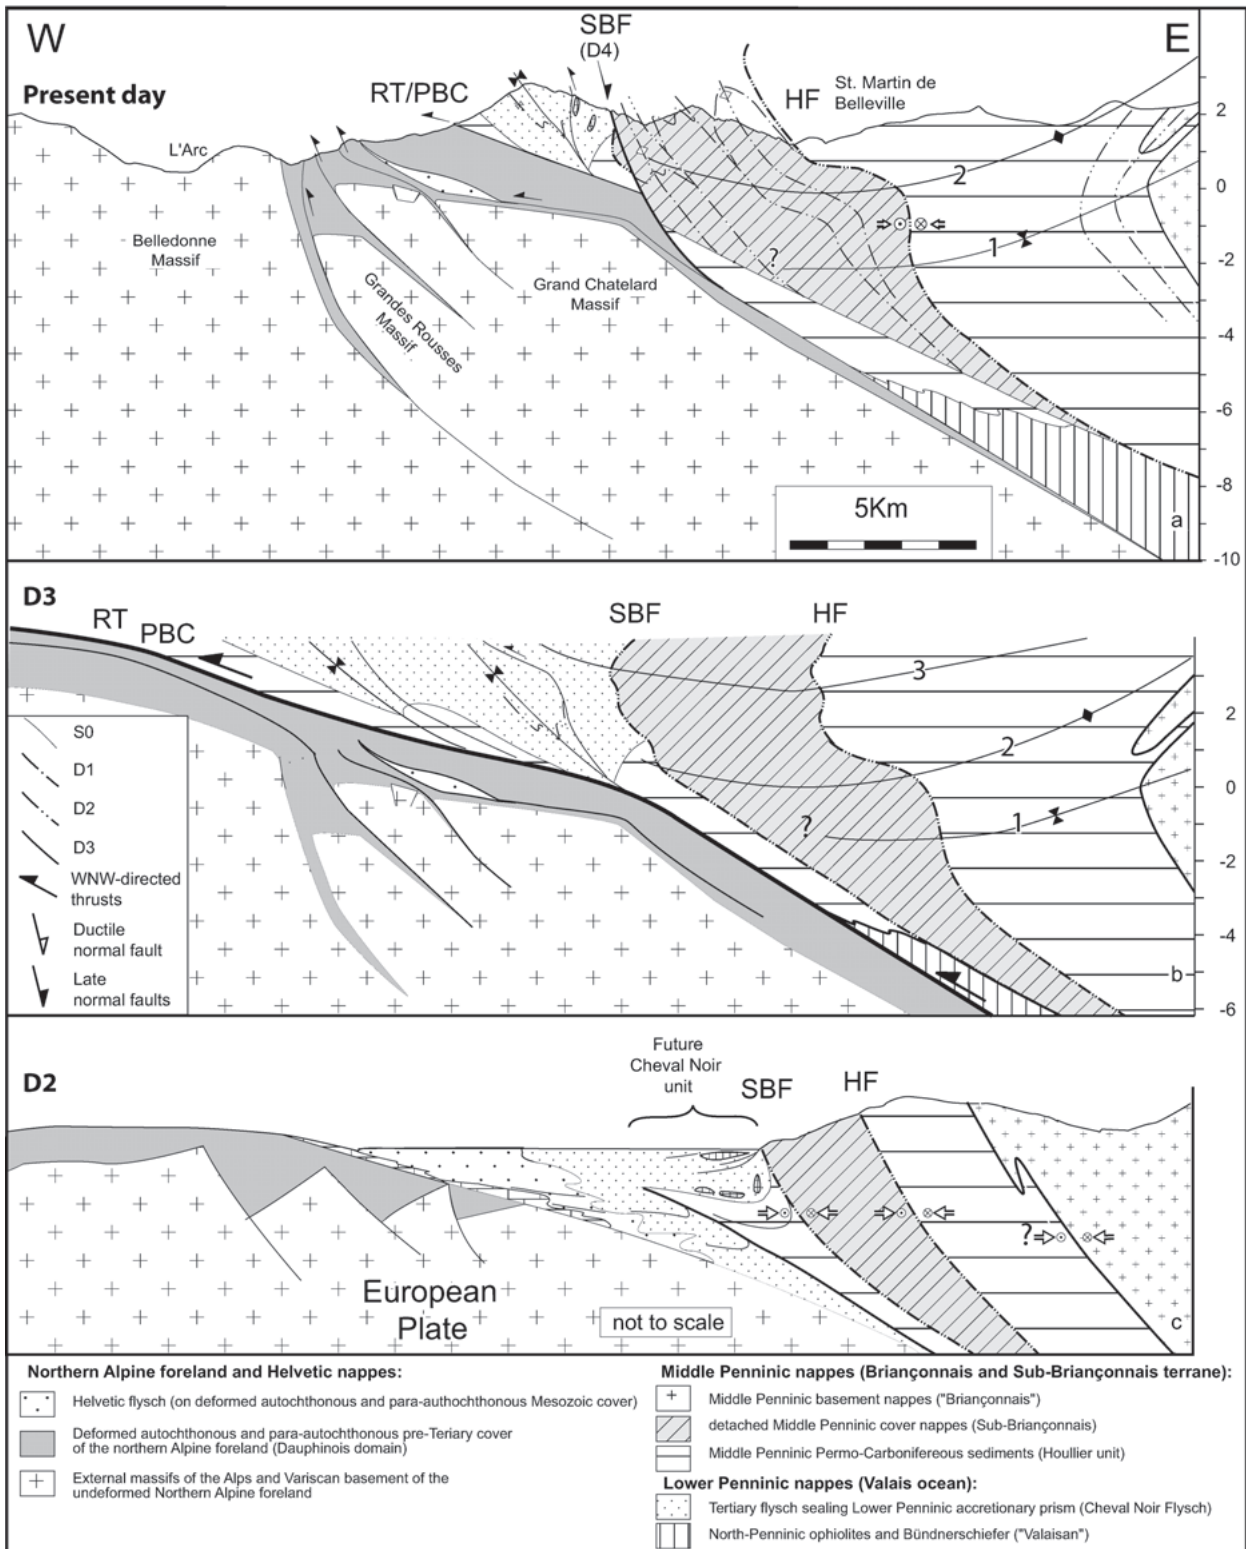 W
SBF
(D4)
E
Present day
RT/PBC
HF
St. Martin de
Belleville
L'Arc
2
0
-2
-4
-6
-8
-10
2
1
?
Belledonne
Massif
Grandes Rousses
Massif
Grand Chatelard
Massif
5Km
a
D3
RT
PBC
SBF
HF
3
2
1
?
2
0
-2
-4
-6
b
S0
D1
D2
D3
WNW-directed
thrusts
Ductile
normal fault
Late
normal faults
D2
Future
Cheval Noir
unit
SBF
HF
?
European
Plate
not to scale
c
Northern Alpine foreland and Helvetic nappes:
Helvetic flysch (on deformed autochthonous and para-authochthonous Mesozoic cover)
Deformed autochthonous and para-autochthonous pre-Teriary cover
of the northern Alpine foreland (Dauphinois domain)
External massifs of the Alps and Variscan basement of the
undeformed Northern Alpine foreland
Middle Penninic nappes (Briançonnais and Sub-Briançonnais terrane):
Middle Penninic basement nappes ("Briançonnais")
detached Middle Penninic cover nappes (Sub-Briançonnais)
Middle Penninic Permo-Carbonifereous sediments (Houllier unit)
Lower Penninic nappes (Valais ocean):
Tertiary flysch sealing Lower Penninic accretionary prism (Cheval Noir Flysch)
North-Penninic ophiolites and Bündnerschiefer ("Valaisan")